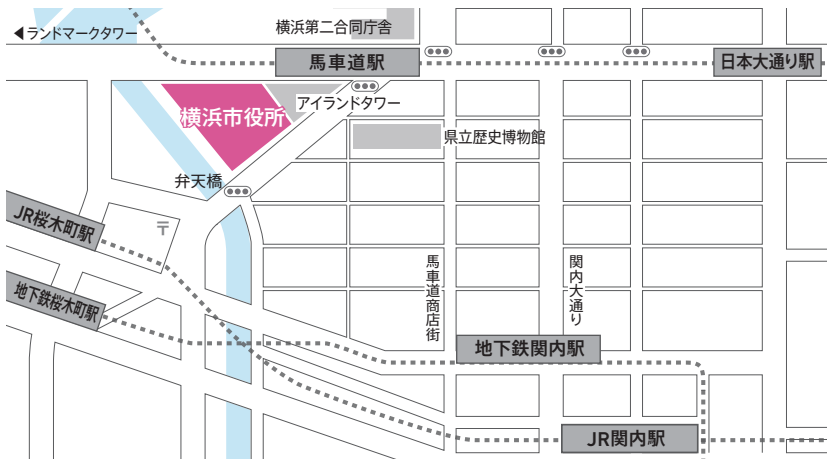 横浜第二合同庁舎
◀ランドマークタワー
馬車道駅
日本大通り駅
アイランドタワー
横浜市役所
県立歴史博物館
弁天橋
JR桜木町駅
〒
馬車道商店街
関内大通り
地下鉄桜木町駅
地下鉄関内駅
JR関内駅